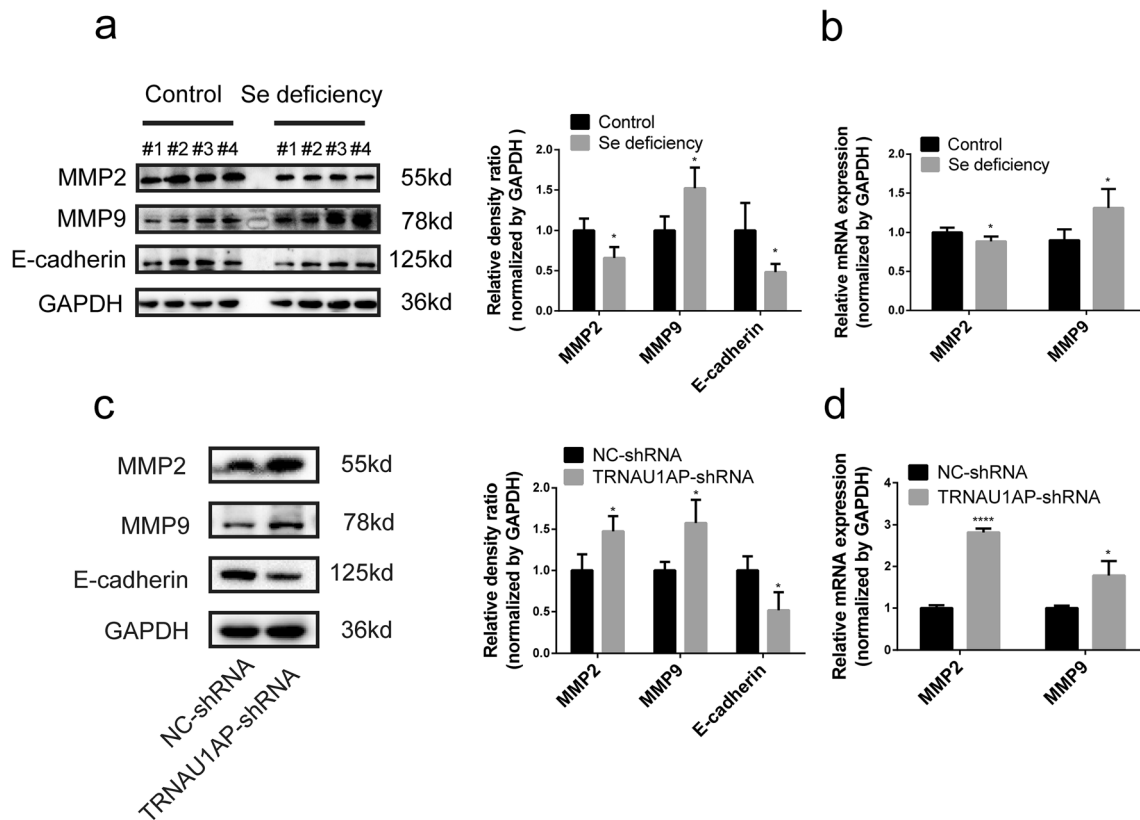 a
Control Se deficiency
#1 #2 #3 #4 #1 #2 #3 #4
MMP2 55kd
MMP9 78kd
E-cadherin 125kd
GAPDH 36kd
Control
Se deficiency
Relative density ratio
( normalized by GAPDH )
2.0
1.5
1.0
0.5
0.0
* * *
MMP2 MMP9 E-cadherin
b
Control
Se deficiency
Relative mRNA expression
(normalized by GAPDH )
2.0
1.5
1.0
0.5
0.0
* *
MMP2 MMP9
c
MMP2 55kd
MMP9 78kd
E-cadherin 125kd
GAPDH 36kd
NC-shRNA
TRNAU1AP-shRNA
NC-shRNA
TRNAU1AP-shRNA
Relative density ratio
(normalized by GAPDH)
2.0
1.5
1.0
0.5
0.0
* * *
MMP2 MMP9 E-cadherin
d
NC-shRNA
TRNAU1AP-shRNA
Relative mRNA expression
(normalized by GAPDH)
4
3
2
1
0
**** *
MMP2 MMP9